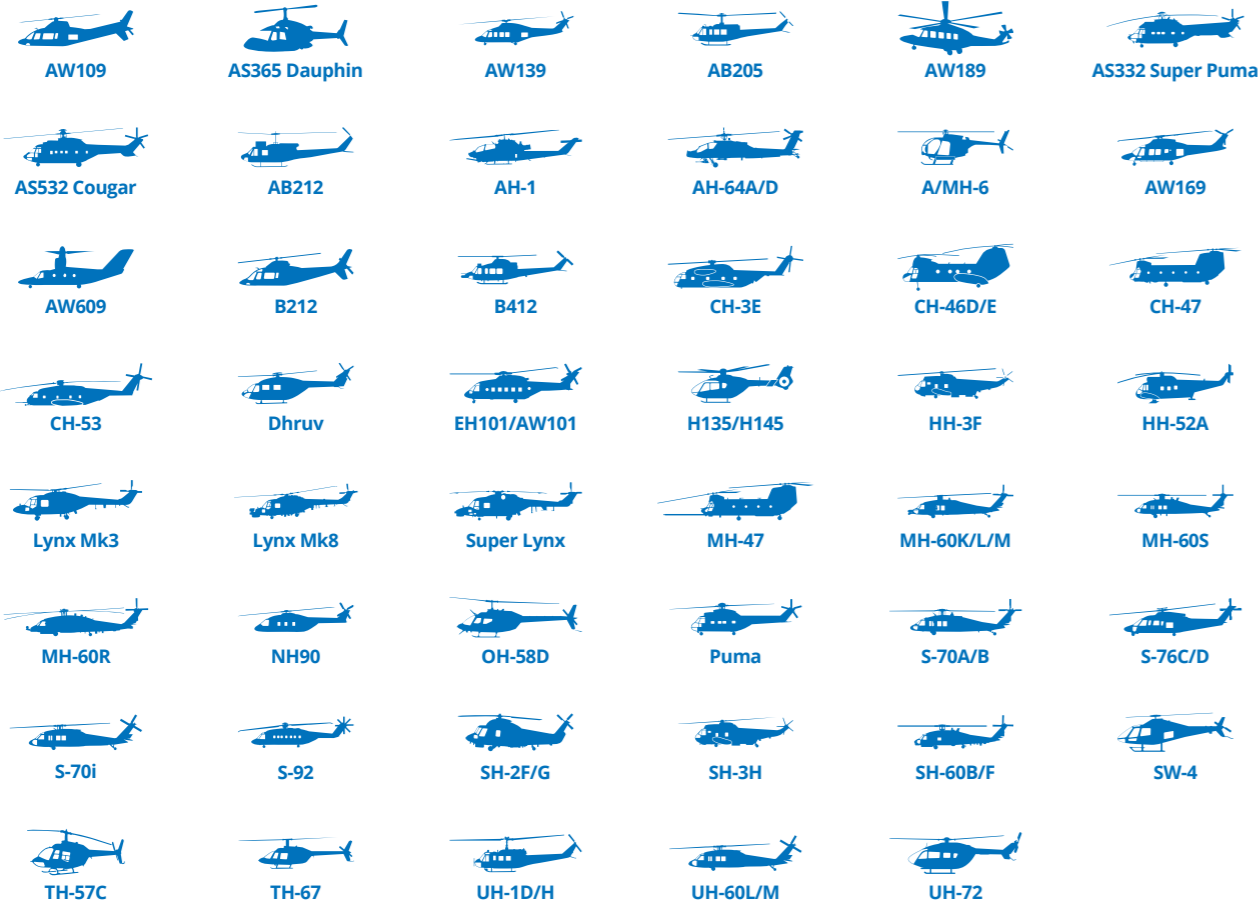 AW109
AS365 Dauphin
AW139
AB205
AW189
AS332 Super Puma
AS532 Cougar
AB212
AH-1
AH-64A/D
A/MH-6
AW169
AW609
B212
B412
CH-3E
CH-46D/E
CH-47
CH-53
Dhruv
EH101/AW101
H135/H145
HH-3F
HH-52A
Lynx Mk3
Lynx Mk8
Super Lynx
MH-47
MH-60K/L/M
MH-60S
MH-60R
NH90
OH-58D
Puma
S-70A/B
S-76C/D
S-70i
S-92
SH-2F/G
SH-3H
SH-60B/F
SW-4
TH-57C
TH-67
UH-1D/H
UH-60L/M
UH-72